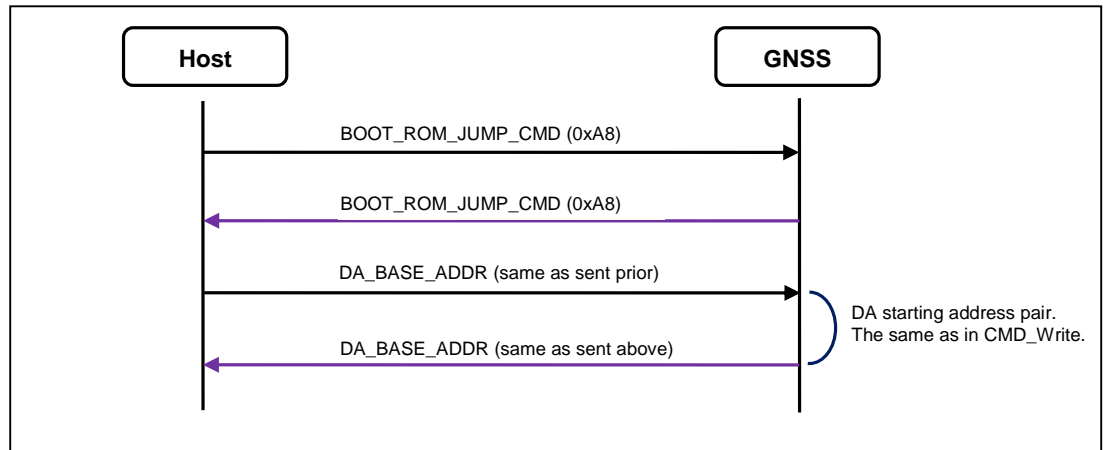 Host
GNSS
BOOT_ROM_JUMP_CMD (0xA8)
BOOT_ROM_JUMP_CMD (0xA8)
DA_BASE_ADDR (same as sent prior)
DA starting address pair.
The same as in CMD_Write.
DA_BASE_ADDR (same as sent above)